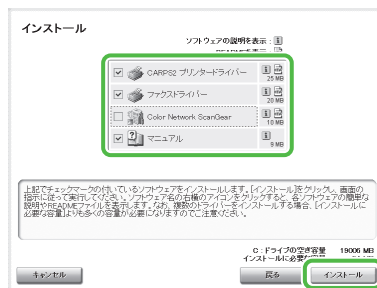 インストール
ソフトウェアの説明を表示 :
READMEを表示 :
CARPS2 プリンタードライバー
25 MB
ファクスドライバー
20 MB
Color Network ScanGear
10 MB
マニュアル
9 MB
上記でチェックマークの付いているソフトウェアをインストールします。[インストール]をクリックし、画面の
指示に従って実行してください。ソフトウェア名の右横のアイコンをクリックすると、各ソフトウェアの簡単な
説明やREADMEファイルを表示します。なお、複数のドライバーをインストールする場合、[インストールに
必要な容量]よりも多くの容量が必要になりますのでご注意ください。
C : ドライブの空き容量 19006 MB
インストールに必要な容量
キャンセル
戻る
インストール